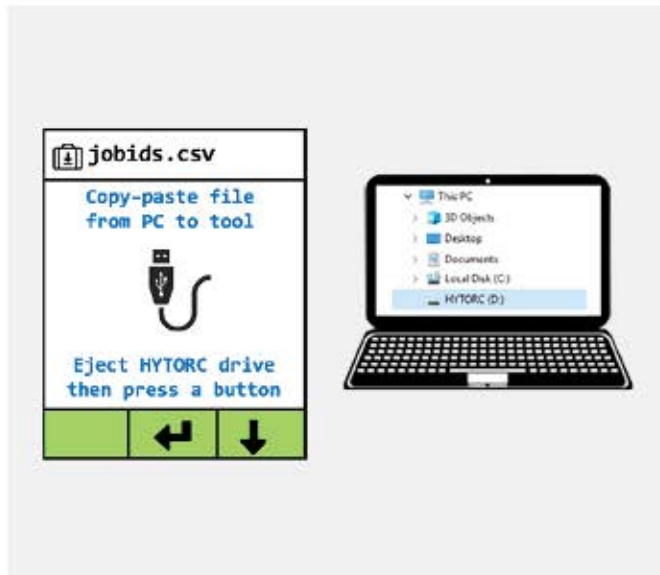 jobids.csv
Copy-paste file
from PC to tool
Eject HYTORC drive
then press a button
This PC
3D Objects
Desktop
Documents
Local Disk (C:)
HYTORC (D:)